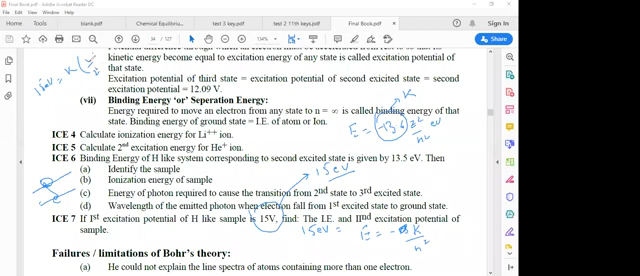 Final Book.pdf - Adobe Acrobat Reader DC
Tools
blank.pdf
Chemical Equilibriu...
test 3 key.pdf
test 2 11th keys.pdf
Final Book.pdf ×
Sign In
34 / 127
Share
kinetic energy become equal to excitation energy of any state is called excitation potential of
that state.
Excitation potential of third state = excitation potential of second exicited state = second
excitation potential = 12.09 V.
15eV = K
(vii) Binding Energy 'or' Seperation Energy:
K
Energy required to move an electron from any state to n = ∞ is called binding energy of that
state. Binding energy of ground state = I.E. of atom or Ion.
E = -13.6 z²/n² eV
ICE 4 Calculate ionization energy for Li⁺⁺ ion.
ICE 5 Calculate 2nd excitation energy for He⁺ ion.
ICE 6 Binding Energy of H like system corresponding to second excited state is given by 13.5 eV. Then
(a) Identify the sample
15eV
(b) Ionization energy of sample
(c) Energy of photon required to cause the transition from 2nd state to 3rd excited state.
(d) Wavelength of the emitted photon when electron fall from 1st excited state to ground state.
ICE 7 If Ist excitation potential of H like sample is 15V, find: The I.E. and IInd excitation potential of
sample.
15eV = E = - K/n²
Failures / limitations of Bohr's theory:
(a) He could not explain the line spectra of atoms containing more than one electron.